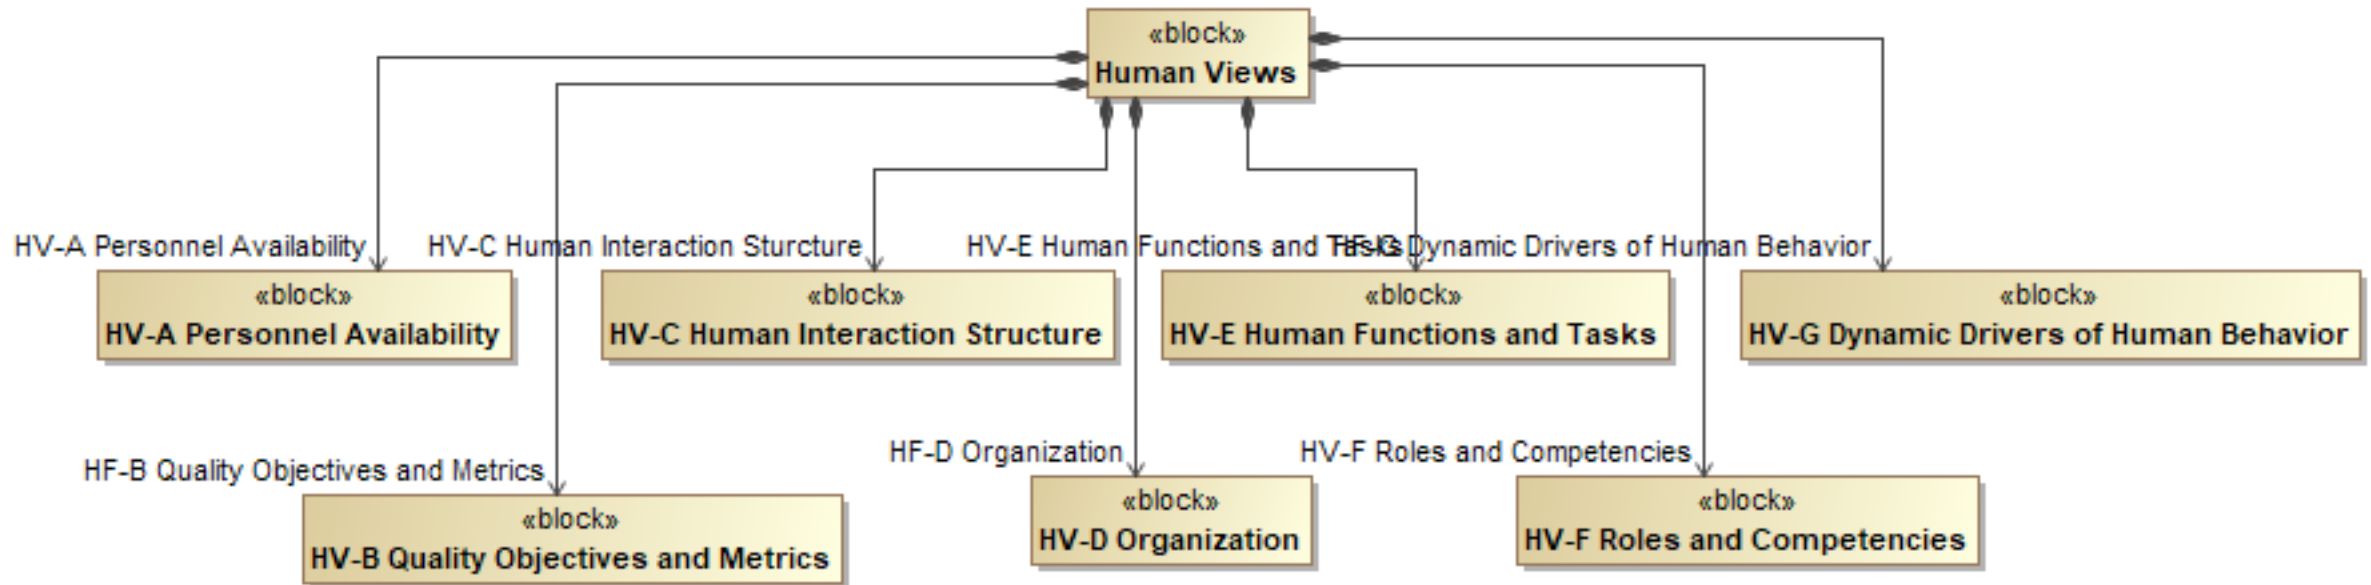 «block»
Human Views
HV-A Personnel Availability
HV-C Human Interaction Sturcture
HV-E Human Functions and Tasks
HF-G Dynamic Drivers of Human Behavior
«block»
HV-A Personnel Availability
«block»
HV-C Human Interaction Structure
«block»
HV-E Human Functions and Tasks
«block»
HV-G Dynamic Drivers of Human Behavior
HF-B Quality Objectives and Metrics
HF-D Organization
HV-F Roles and Competencies
«block»
HV-B Quality Objectives and Metrics
«block»
HV-D Organization
«block»
HV-F Roles and Competencies